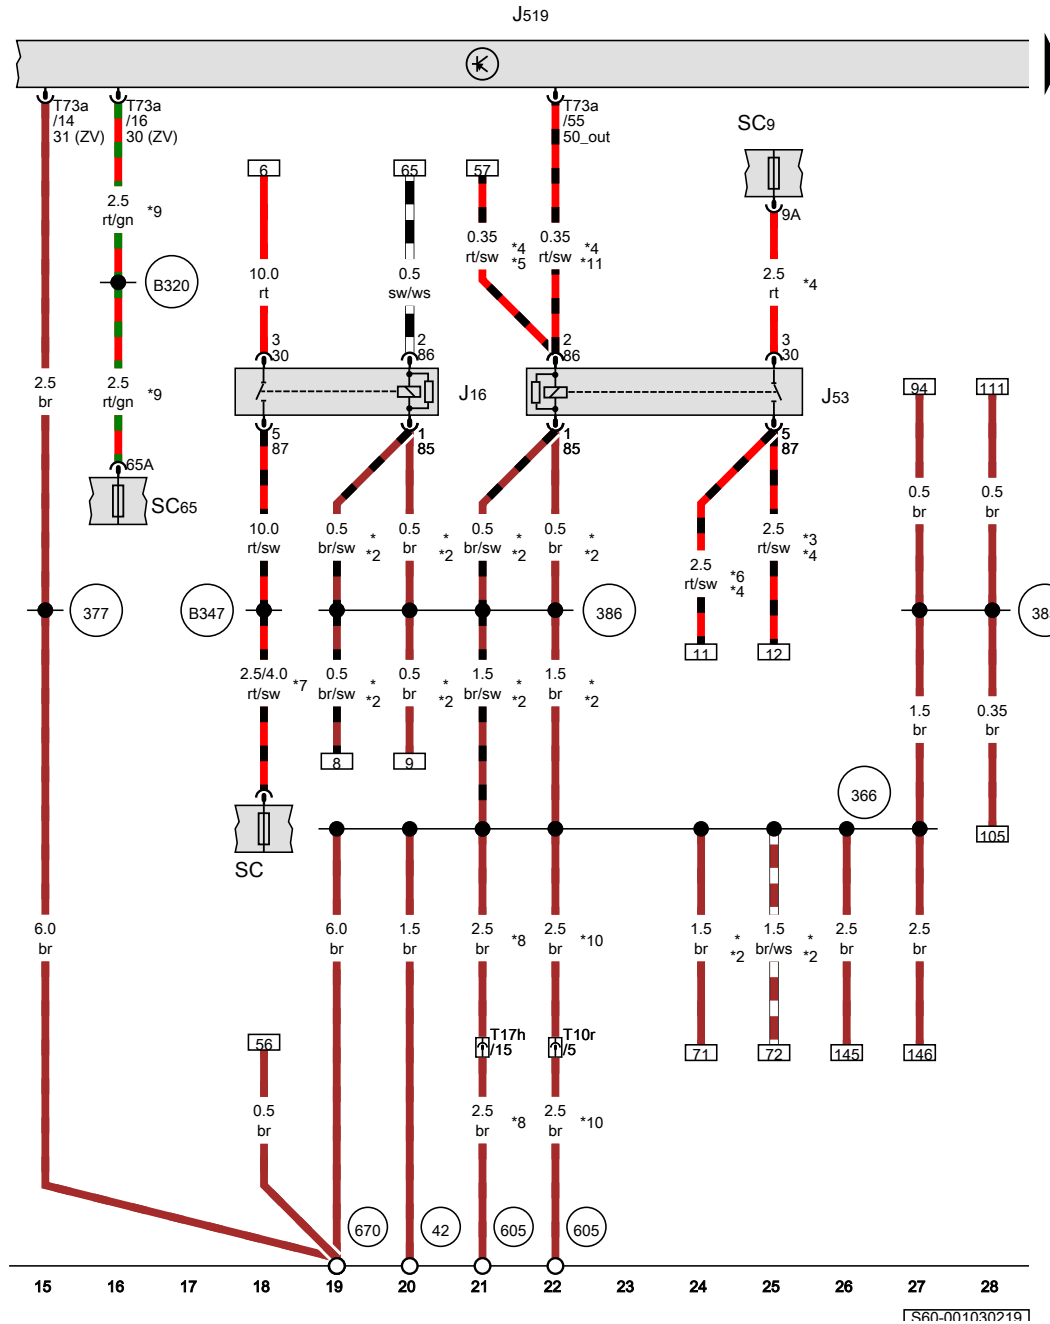 J519
T73a
/14
31 (ZV)
T73a
/16
30 (ZV)
T73a
/55
50_out
SC9
9A
6
65
57
2.5
rt/gn
*9
B320
10.0
rt
0.5
sw/ws
0.35
rt/sw
*4
*5
0.35
rt/sw
*4
*11
2.5
rt
*4
3
30
2
86
2
86
3
30
J16
J53
2.5
br
2.5
rt/gn
*9
94
111
5
87
1
85
1
85
5
87
65A
SC65
0.5
br
0.5
br
10.0
rt/sw
0.5
br/sw
*
*2
0.5
br
*
*2
0.5
br/sw
*
*2
0.5
br
*
*2
2.5
rt/sw
*3
*4
2.5
rt/sw
*6
*4
377
B347
386
11
12
2.5/4.0
rt/sw
*7
0.5
br/sw
*
*2
0.5
br
*
*2
1.5
br/sw
*
*2
1.5
br
*
*2
1.5
br
0.35
br
8
9
366
105
SC
6.0
br
6.0
br
1.5
br
2.5
br
*8
2.5
br
*10
1.5
br
*
*2
1.5
br/ws
*
*2
2.5
br
2.5
br
56
T17h
/15
T10r
/5
71
72
145
146
0.5
br
2.5
br
*8
2.5
br
*10
670
42
605
605
15 16 17 18 19 20 21 22 23 24 25 26 27 28
S60-001030219